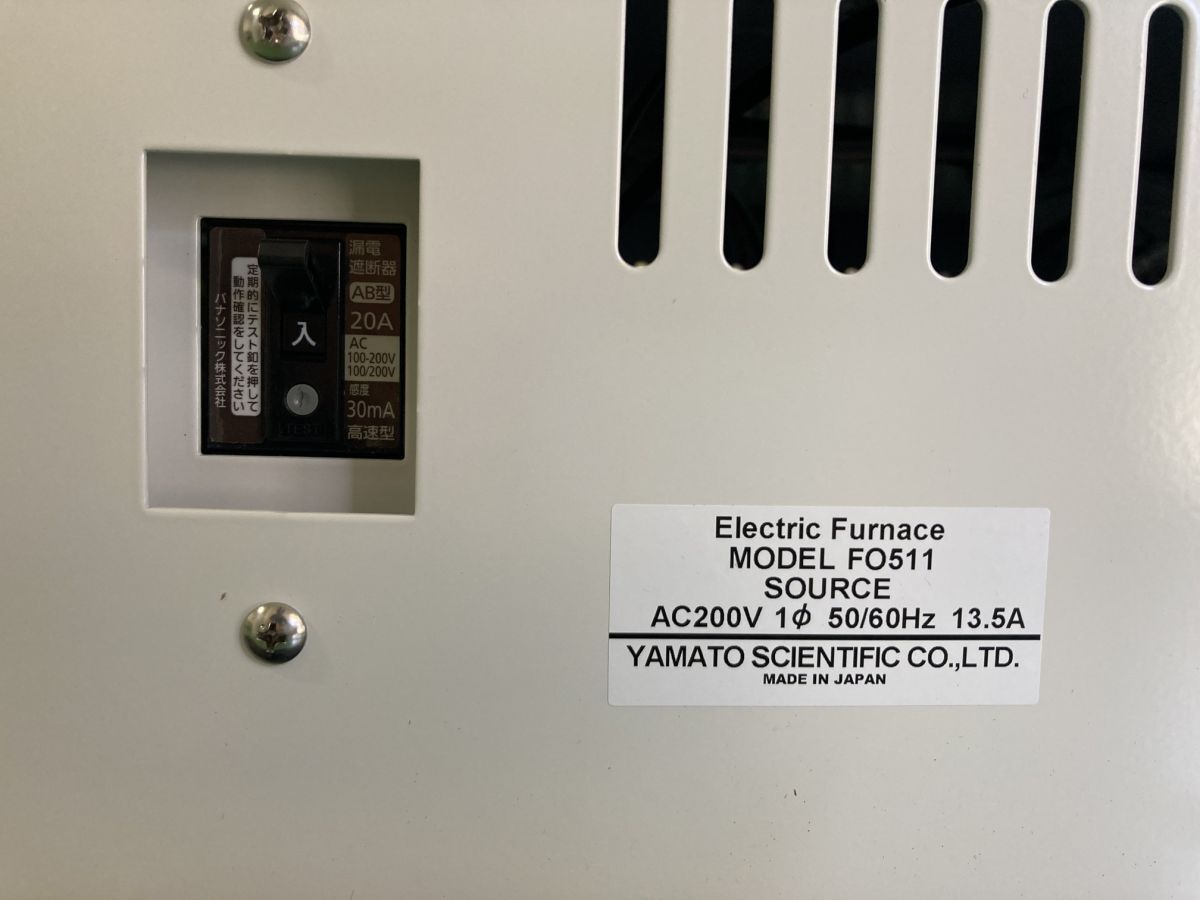 漏電
遮断器
AB型
20A
AC
100-200V
100/200V
感度
30mA
高速型
入
TEST
定期的にテスト釦を押して
動作確認をしてください
パナソニック株式会社
Electric Furnace
MODEL FO511
SOURCE
AC200V 1φ 50/60Hz 13.5A
YAMATO SCIENTIFIC CO.,LTD.
MADE IN JAPAN